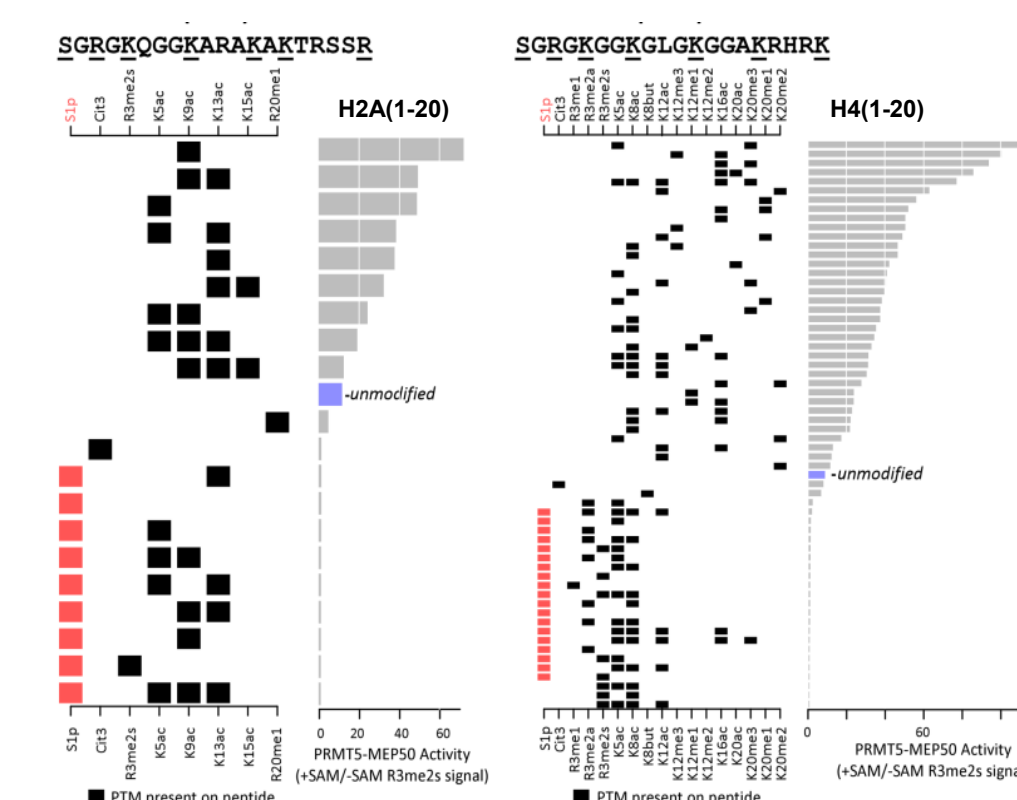 SGRGKQGGKARAKAKTRSSR
SGRGKGGKGLGKGGAKRHRK
S1p
Cit3
R3me2s
K5ac
K9ac
K13ac
K15ac
R20me1
H2A(1-20)
S1p
Cit3
R3me1
R3me2a
R3me2s
K5ac
K8ac
K8but
K12ac
K12me3
K12me1
K12me2
K16ac
K20ac
K20me3
K20me1
K20me2
H4(1-20)
-unmodified
-unmodified
S1p
Cit3
R3me2s
K5ac
K9ac
K13ac
K15ac
R20me1
0 20 40 60
PRMT5-MEP50 Activity
(+SAM/-SAM R3me2s signal)
S1p
Cit3
R3me1
R3me2a
R3me2s
K5ac
K8ac
K8but
K12ac
K12me3
K12me1
K12me2
K16ac
K20ac
K20me3
K20me1
K20me2
0 60
PRMT5-MEP50 Activity
(+SAM/-SAM R3me2s signa
PTM present on peptide
PTM present on peptide